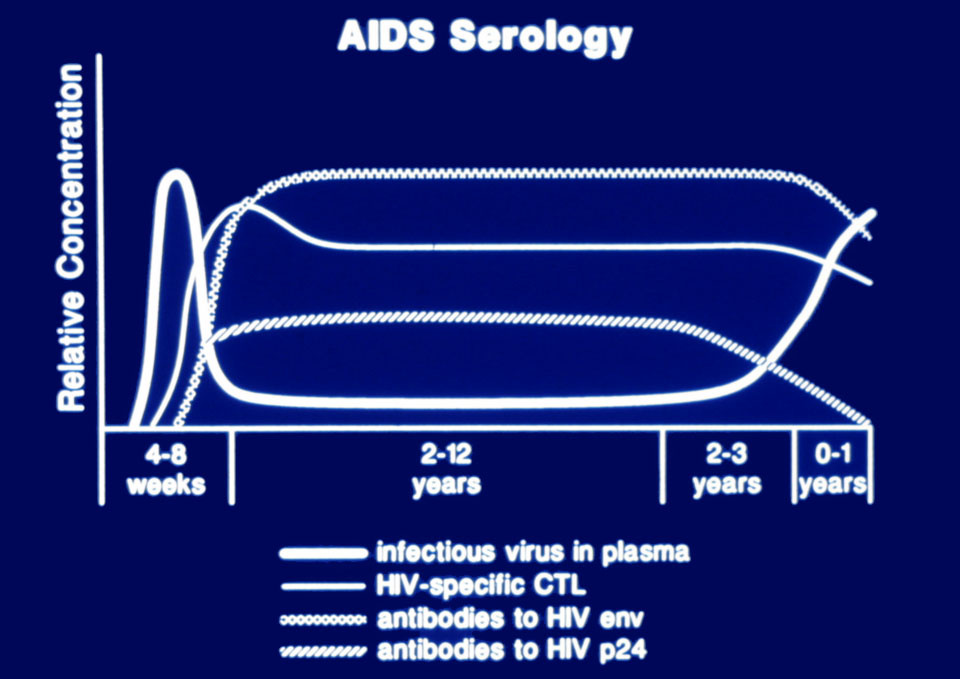 AIDS Serology
Relative Concentration
4-8
weeks
2-12
years
2-3
years
0-1
years
infectious virus in plasma
HIV-specific CTL
antibodies to HIV env
antibodies to HIV p24